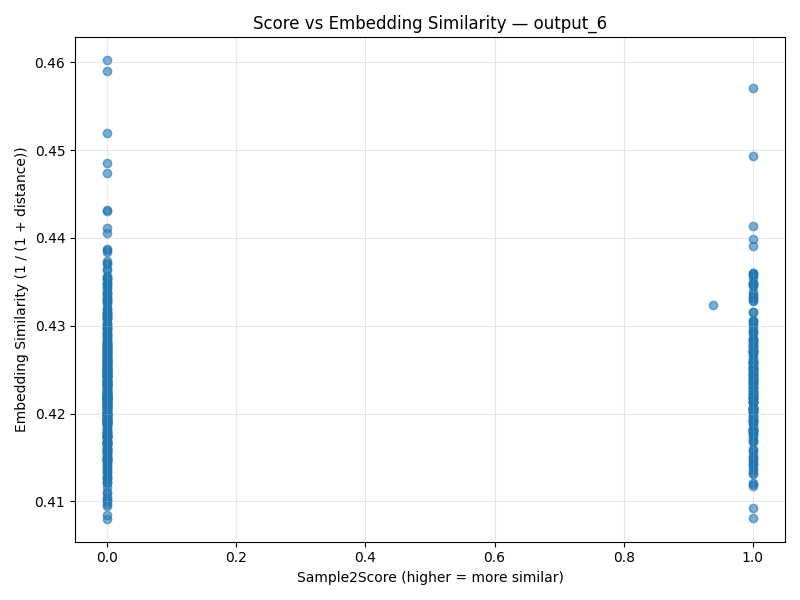 Score vs Embedding Similarity — output_6
Embedding Similarity (1 / (1 + distance))
0.46
0.45
0.44
0.43
0.42
0.41
0.0 0.2 0.4 0.6 0.8 1.0
Sample2Score (higher = more similar)